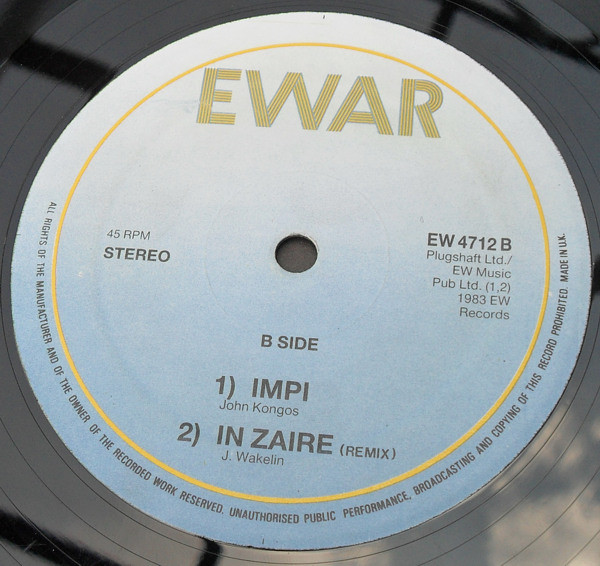 EWAR
45 RPM
STEREO
EW 4712 B
Plugshaft Ltd./
EW Music
Pub Ltd. (1,2)
1983 EW
Records
B SIDE
1) IMPI
John Kongos
2) IN ZAIRE (REMIX)
J. Wakelin
ALL RIGHTS OF THE MANUFACTURER AND OF THE OWNER OF THE RECORDED WORK RESERVED. UNAUTHORISED PUBLIC PERFORMANCE, BROADCASTING AND COPYING OF THIS RECORD PROHIBITED. MADE IN U.K.